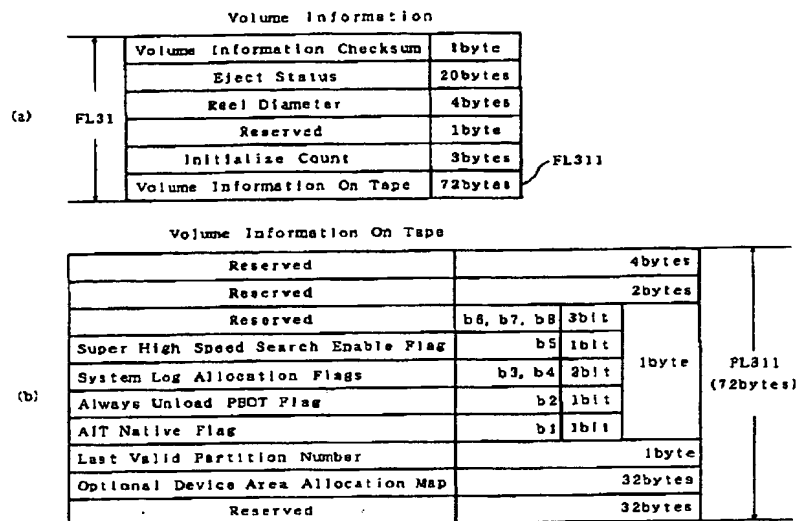 Volume Information
(a)
FL31
Volume Information Checksum 1byte
Eject Status 20bytes
Reel Diameter 4bytes
Reserved 1byte
Initialize Count 3bytes
Volume Information On Tape 72bytes
FL311
Volume Information On Tape
(b)
Reserved 4bytes
Reserved 2bytes
Reserved b6, b7, b8 3bit
Super High Speed Search Enable Flag b5 1bit
System Log Allocation Flags b3, b4 2bit
Always Unload PBOT Flag b2 1bit
AIT Native Flag b1 1bit
1byte
Last Valid Partition Number 1byte
Optional Device Area Allocation Map 32bytes
Reserved 32bytes
FL311
(72bytes)